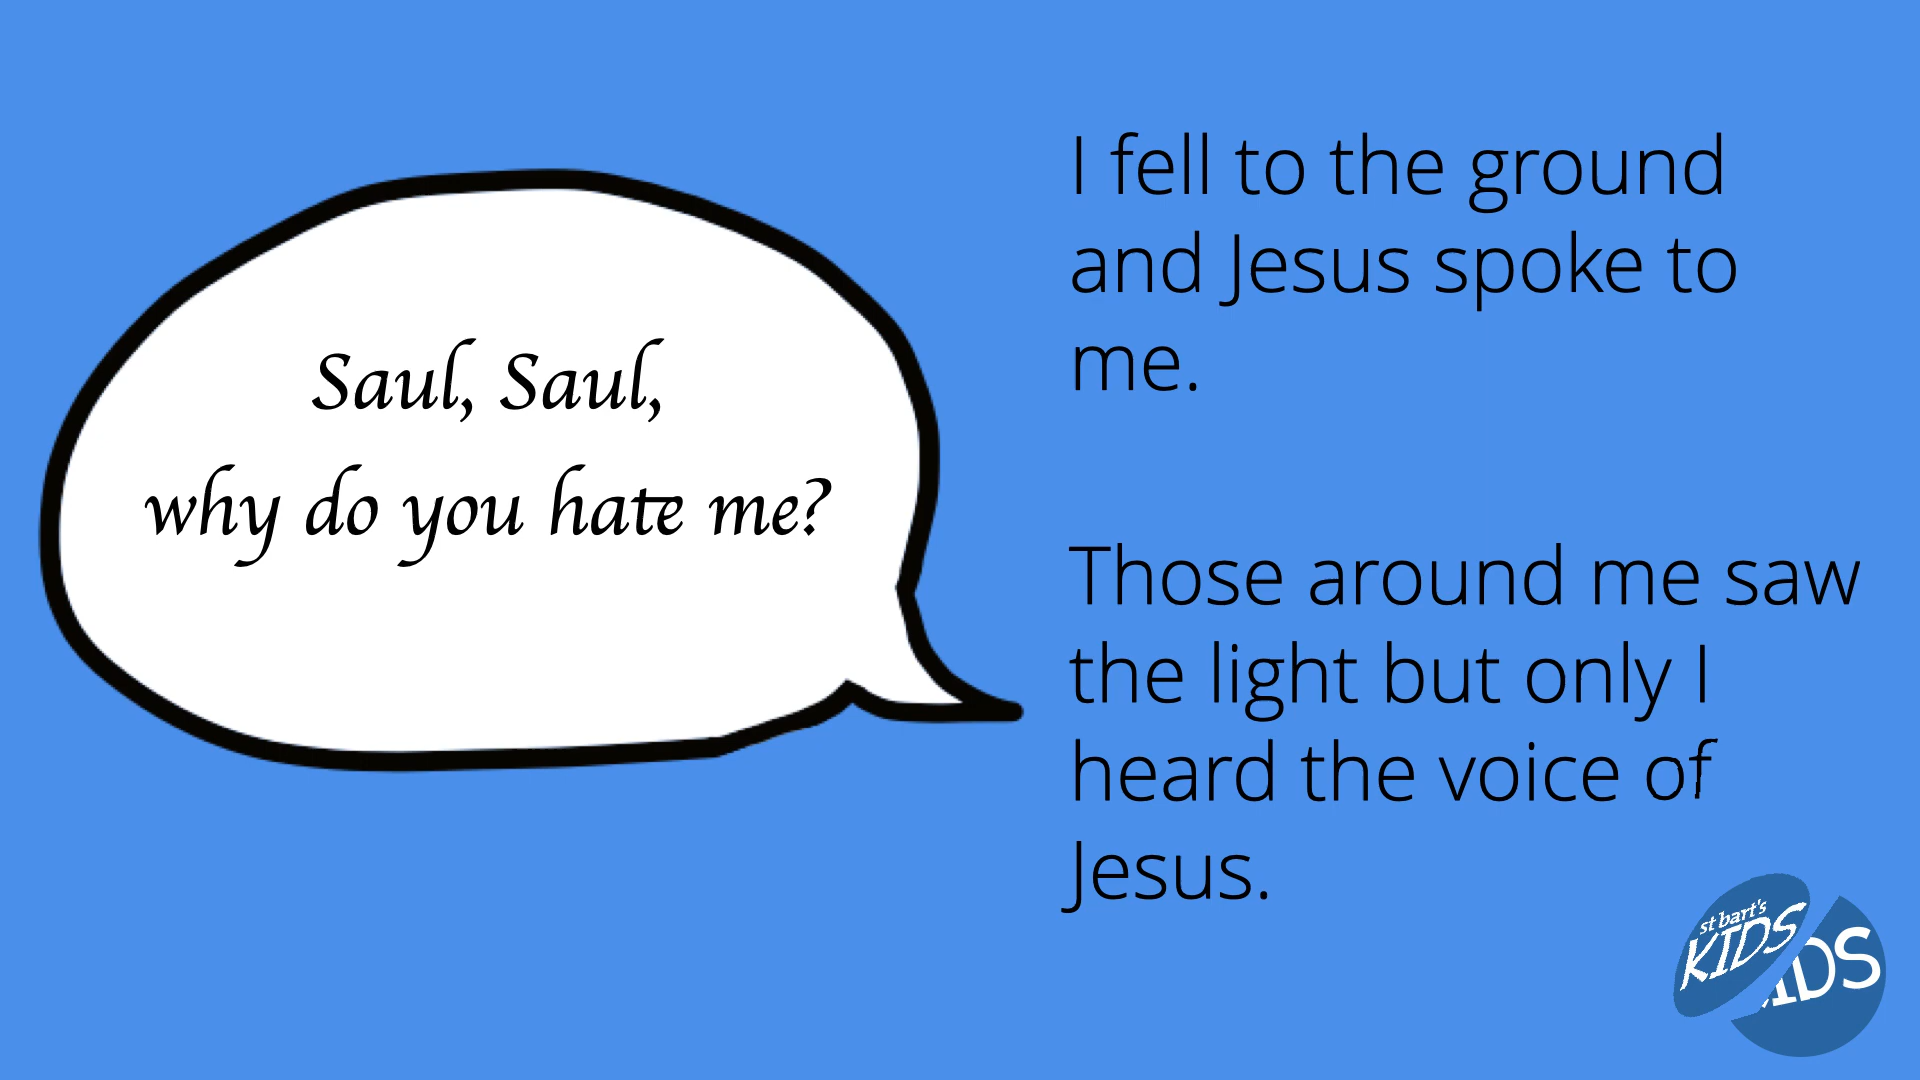 Saul, Saul,
why do you hate me?
I fell to the ground
and Jesus spoke to
me.
Those around me saw
the light but only I
heard the voice of
Jesus.
st bart's
KIDS